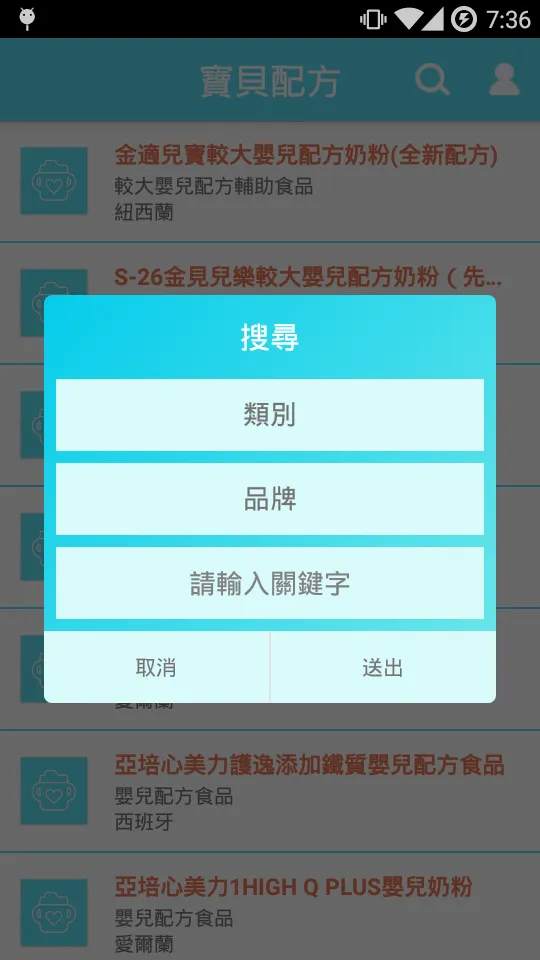 7:36
寶貝配方
金適兒寶較大嬰兒配方奶粉(全新配方)
較大嬰兒配方輔助食品
紐西蘭
S-26金見兒樂較大嬰兒配方奶粉（先...
搜尋
類別
品牌
請輸入關鍵字
取消
送出
愛爾蘭
亞培心美力護逸添加鐵質嬰兒配方食品
嬰兒配方食品
西班牙
亞培心美力1HIGH Q PLUS嬰兒奶粉
嬰兒配方食品
愛爾蘭